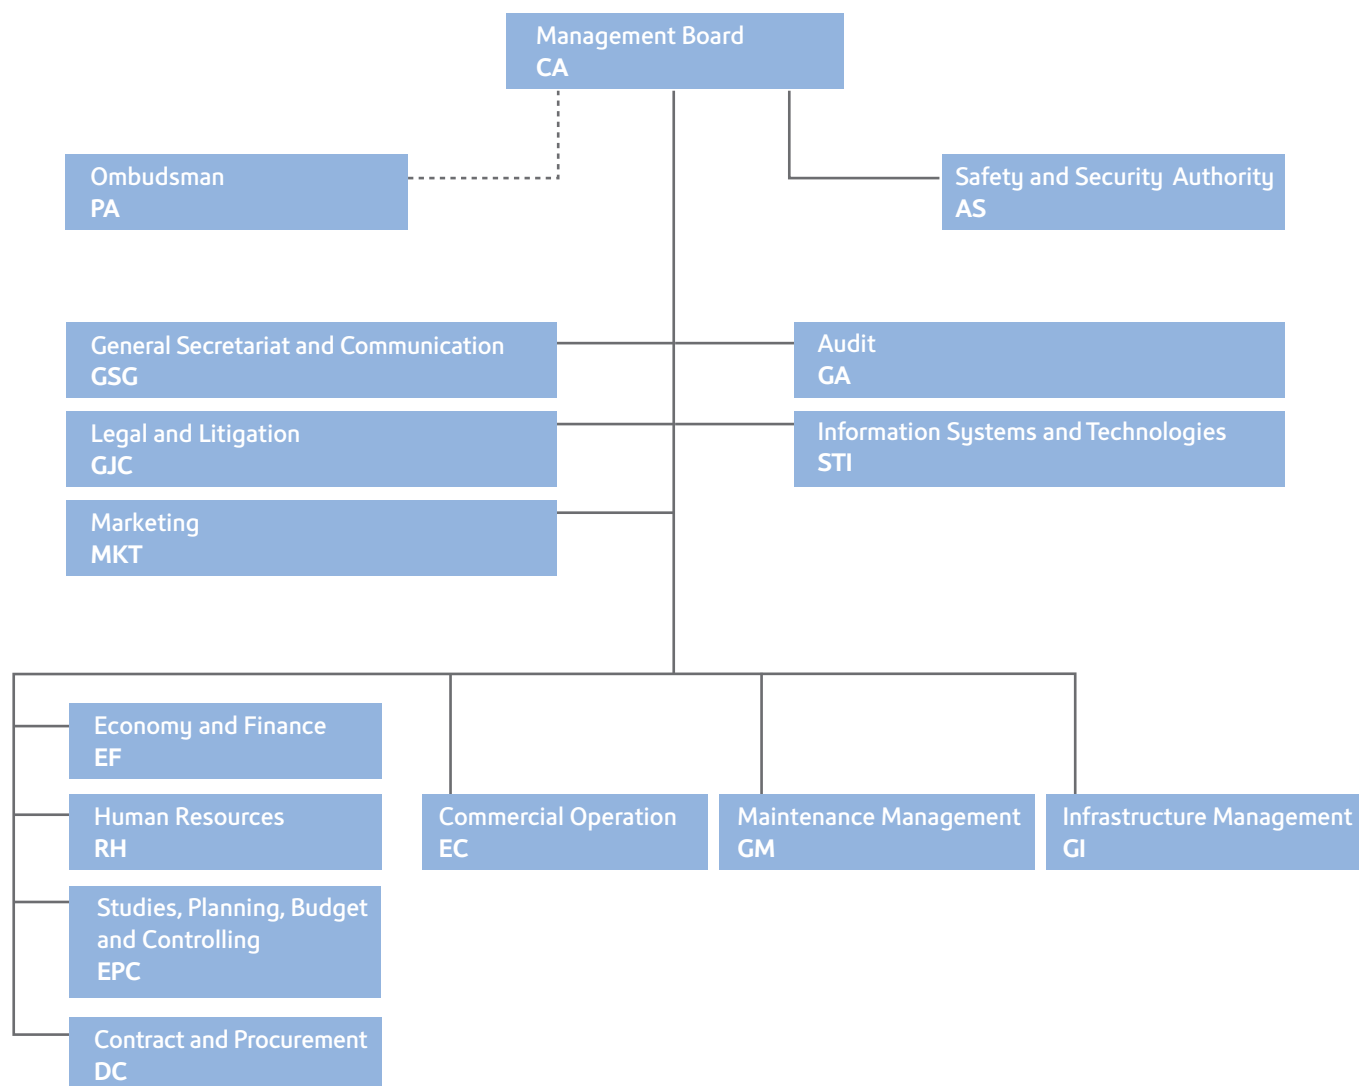 Management Board
CA
Ombudsman
PA
Safety and Security Authority
AS
General Secretariat and Communication
GSG
Audit
GA
Legal and Litigation
GJC
Information Systems and Technologies
STI
Marketing
MKT
Economy and Finance
EF
Human Resources
RH
Commercial Operation
EC
Maintenance Management
GM
Infrastructure Management
GI
Studies, Planning, Budget
and Controlling
EPC
Contract and Procurement
DC